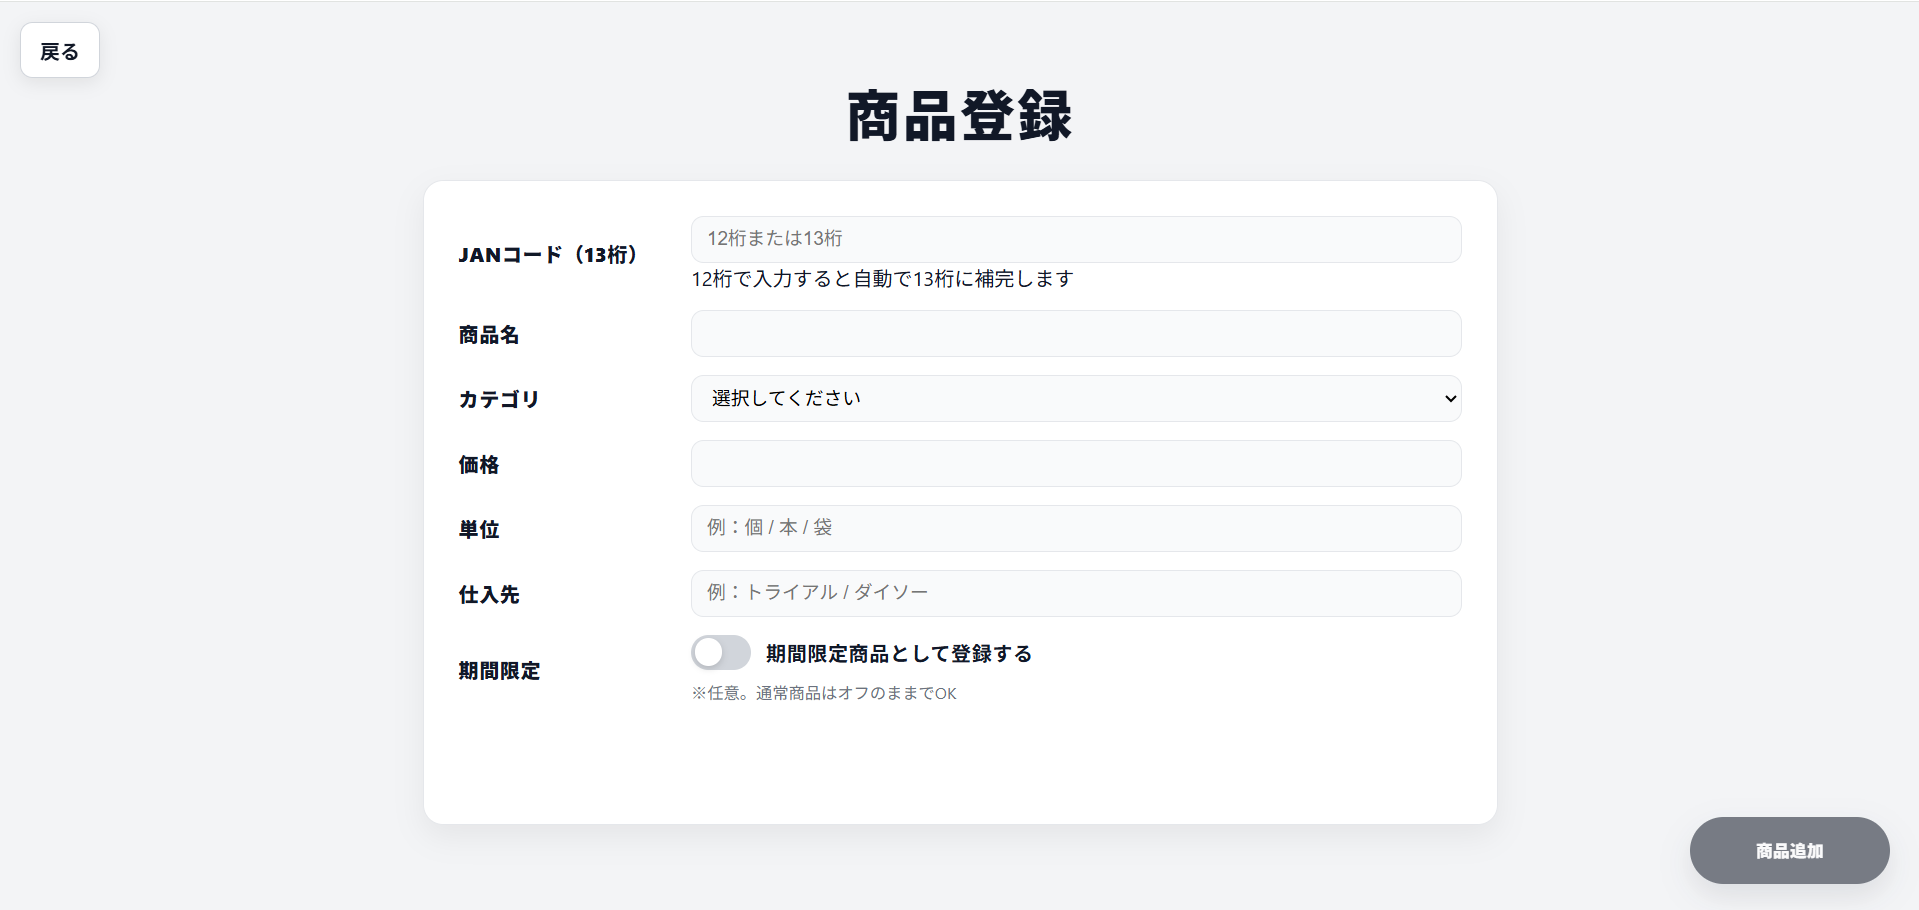 戻る
商品登録
JANコード（13桁）
12桁または13桁
12桁で入力すると自動で13桁に補完します
商品名
カテゴリ
選択してください
価格
単位
例：個 / 本 / 袋
仕入先
例：トライアル / ダイソー
期間限定
期間限定商品として登録する
※任意。通常商品はオフのままでOK
商品追加